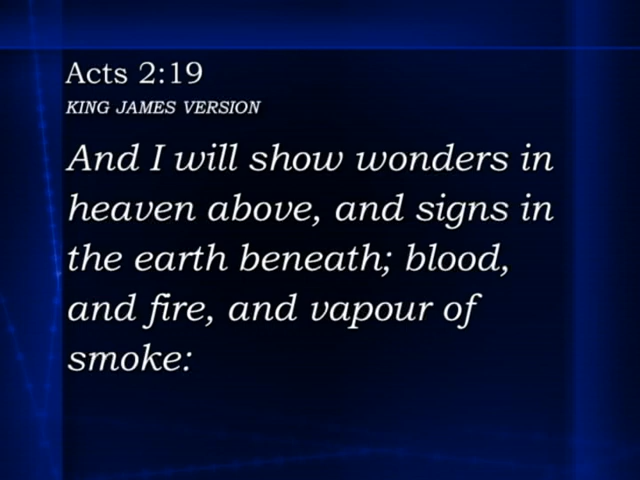 Acts 2:19
KING JAMES VERSION
And I will show wonders in
heaven above, and signs in
the earth beneath; blood,
and fire, and vapour of
smoke: